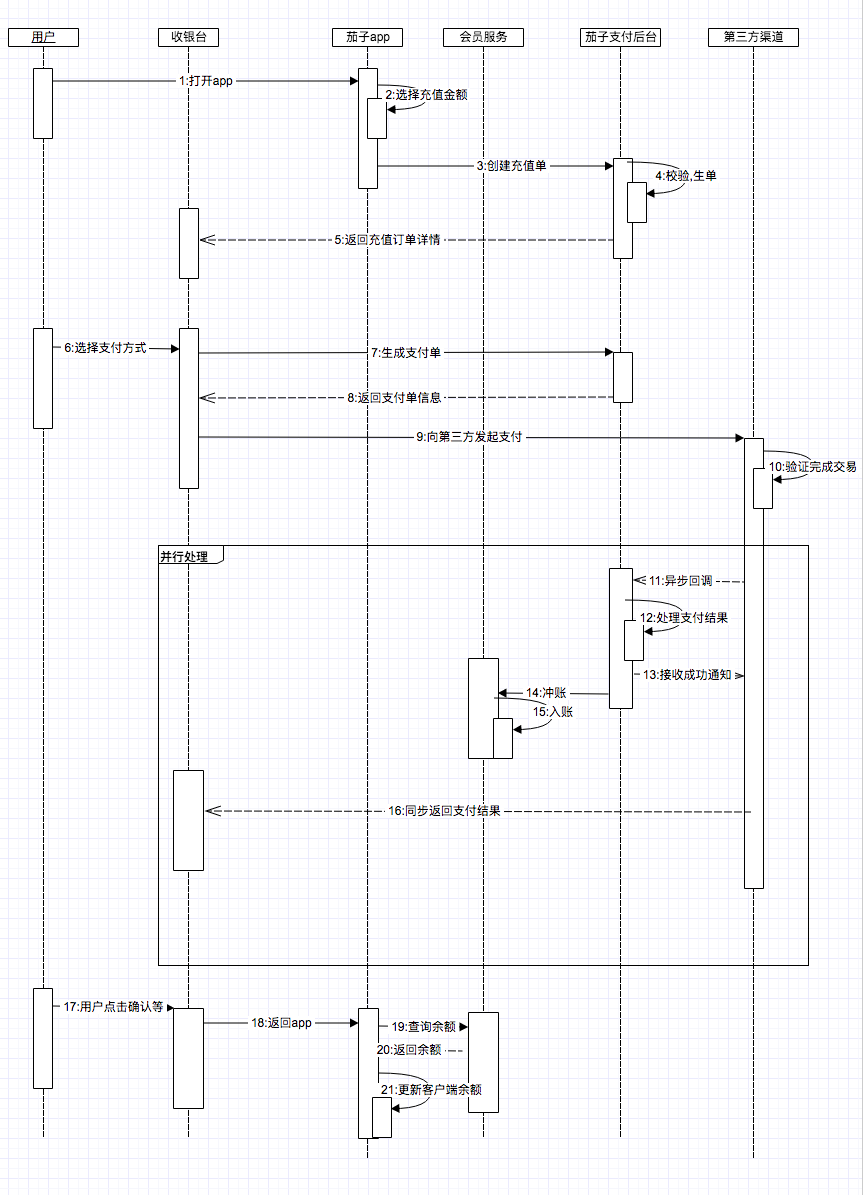 用户
收银台
茄子app
会员服务
茄子支付后台
第三方渠道
1:打开app
2:选择充值金额
3:创建充值单
4:校验,生单
5:返回充值订单详情
6:选择支付方式
7:生成支付单
8:返回支付单信息
9:向第三方发起支付
10:验证完成交易
并行处理
11:异步回调
12:处理支付结果
13:接收成功通知
14:冲账
15:入账
16:同步返回支付结果
17:用户点击确认等
18:返回app
19:查询余额
20:返回余额
21:更新客户端余额